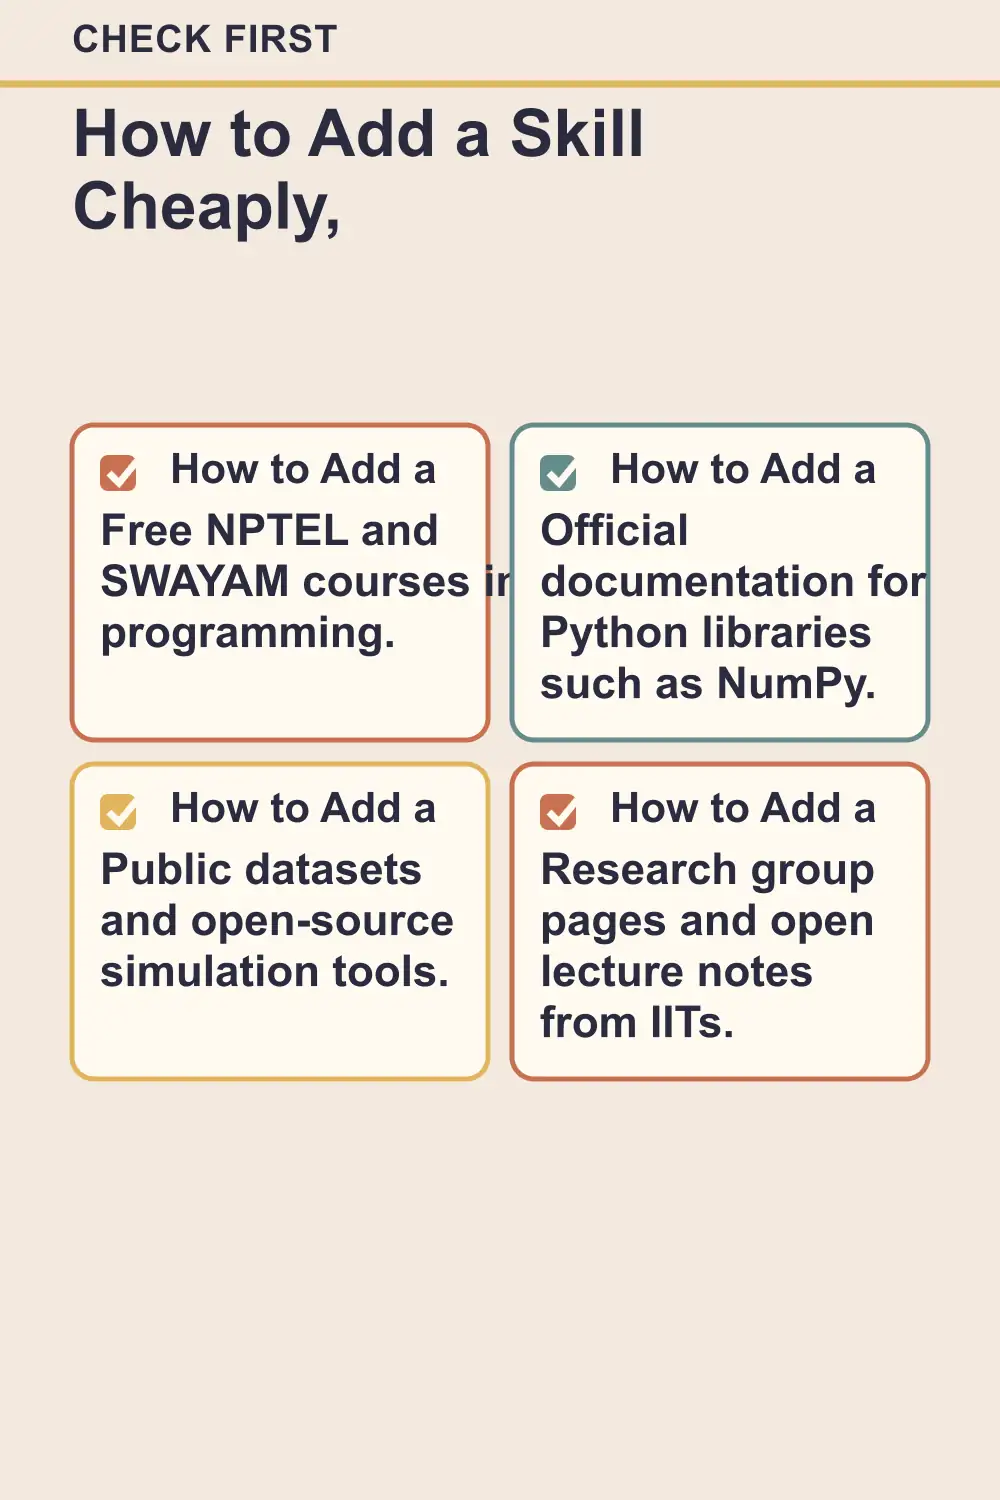 CHECK FIRST
How to Add a Skill
Cheaply,
How to Add a
Free NPTEL and
SWAYAM courses in
programming.
How to Add a
Official
documentation for
Python libraries
such as NumPy.
How to Add a
Public datasets
and open-source
simulation tools.
How to Add a
Research group
pages and open
lecture notes
from IITs.